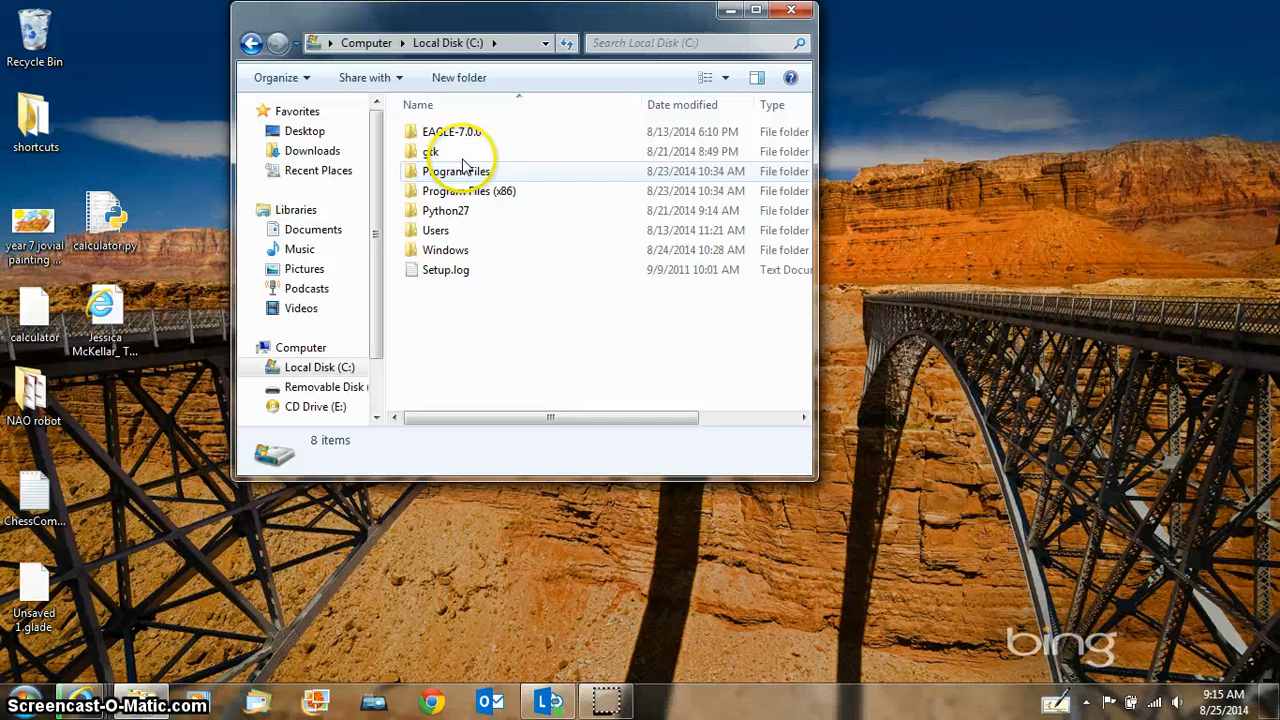 Recycle Bin
shortcuts
year 7 jovial
painting ...
calculator.py
calculator
Jessica
McKellar_ T...
NAO robot
ChessCom...
Unsaved
1.glade
Computer
Local Disk (C:)
Search Local Disk (C:)
Organize
Share with
New folder
Favorites
Desktop
Downloads
Recent Places
Libraries
Documents
Music
Pictures
Podcasts
Videos
Computer
Local Disk (C:)
Removable Disk (
CD Drive (E:)
Name Date modified Type
EAGLE-7.0.0 8/13/2014 6:10 PM File folder
gtk 8/21/2014 8:49 PM File folder
Program Files 8/23/2014 10:34 AM File folder
Program Files (x86) 8/23/2014 10:34 AM File folder
Python27 8/21/2014 9:14 AM File folder
Users 8/13/2014 11:21 AM File folder
Windows 8/24/2014 10:28 AM File folder
Setup.log 9/9/2011 10:01 AM Text Docu
8 items
bing
Screencast-O-Matic.com
9:15 AM
8/25/2014